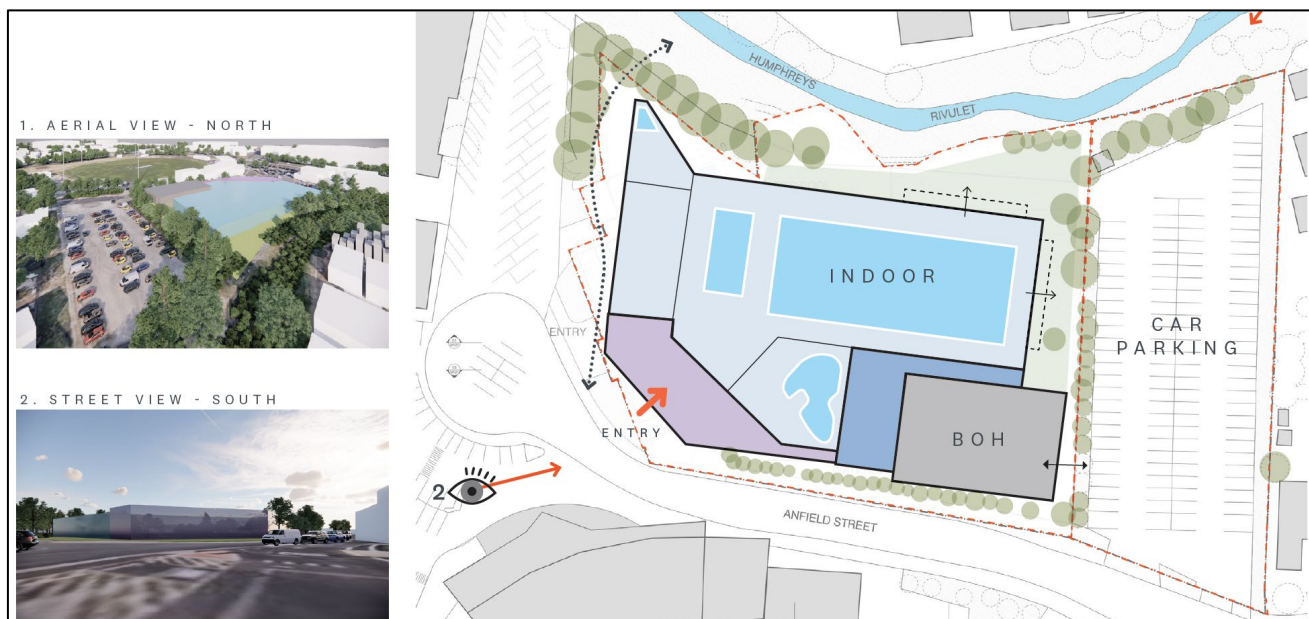 1. AERIAL VIEW - NORTH
2. STREET VIEW - SOUTH
HUMPHREYS
RIVULET
INDOOR
ENTRY
CAR
PARKING
ENTRY
BOH
2
ANFIELD STREET